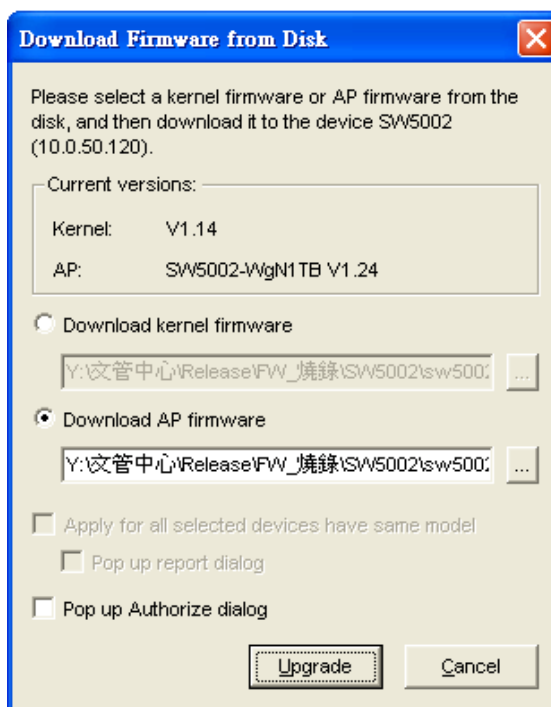 Download Firmware from Disk
Please select a kernel firmware or AP firmware from the
disk, and then download it to the device SW5002
(10.0.50.120).
Current versions:
Kernel: V1.14
AP: SW5002-WgN1TB V1.24
Download kernel firmware
Y:\文管中心\Release\FW_燒錄\SW5002\sw5002 ...
Download AP firmware
Y:\文管中心\Release\FW_燒錄\SW5002\sw5002 ...
Apply for all selected devices have same model
Pop up report dialog
Pop up Authorize dialog
Upgrade Cancel